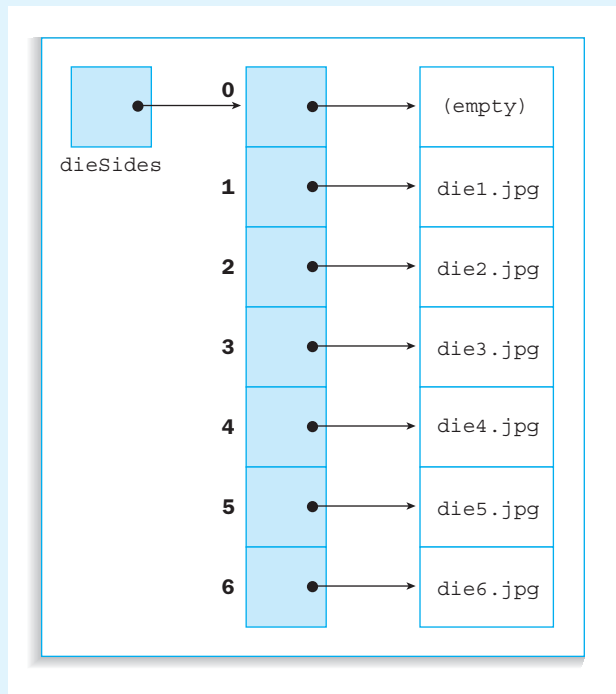 0 (empty)
dieSides
1 die1.jpg
2 die2.jpg
3 die3.jpg
4 die4.jpg
5 die5.jpg
6 die6.jpg